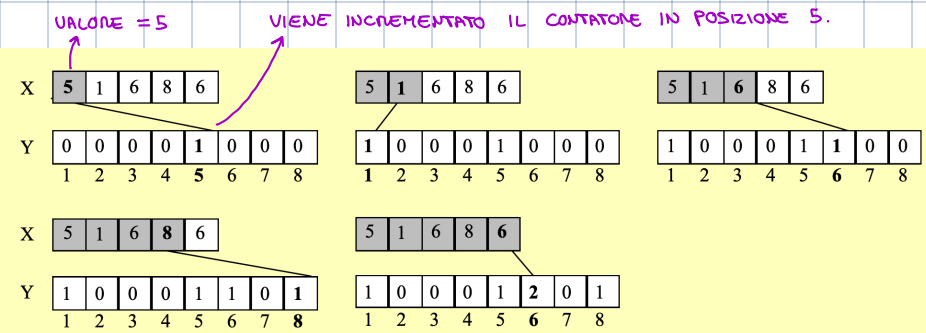 VALORE = 5
VIENE INCREMENTATO IL CONTATORE IN POSIZIONE 5.
X 5 1 6 8 6
5 1 6 8 6
5 1 6 8 6
Y 0 0 0 0 1 0 0 0
1 0 0 0 1 0 0 0
1 0 0 0 1 1 0 0
1 2 3 4 5 6 7 8
1 2 3 4 5 6 7 8
1 2 3 4 5 6 7 8
X 5 1 6 8 6
5 1 6 8 6
Y 1 0 0 0 1 1 0 1
1 0 0 0 1 2 0 1
1 2 3 4 5 6 7 8
1 2 3 4 5 6 7 8